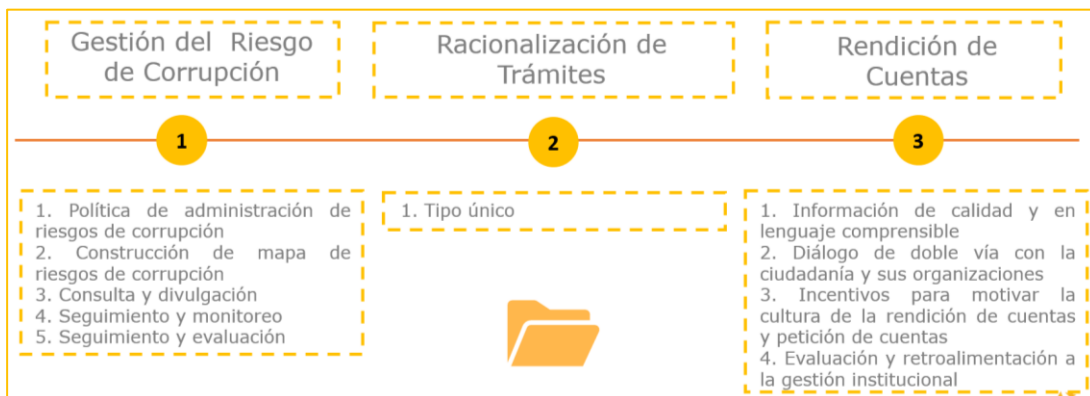 Gestión del Riesgo
de Corrupción
Racionalización de
Trámites
Rendición de
Cuentas
1
2
3
1. Política de administración de
riesgos de corrupción
2. Construcción de mapa de
riesgos de corrupción
3. Consulta y divulgación
4. Seguimiento y monitoreo
5. Seguimiento y evaluación
1. Tipo único
1. Información de calidad y en
lenguaje comprensible
2. Diálogo de doble vía con la
ciudadanía y sus organizaciones
3. Incentivos para motivar la
cultura de la rendición de cuentas
y petición de cuentas
4. Evaluación y retroalimentación a
la gestión institucional